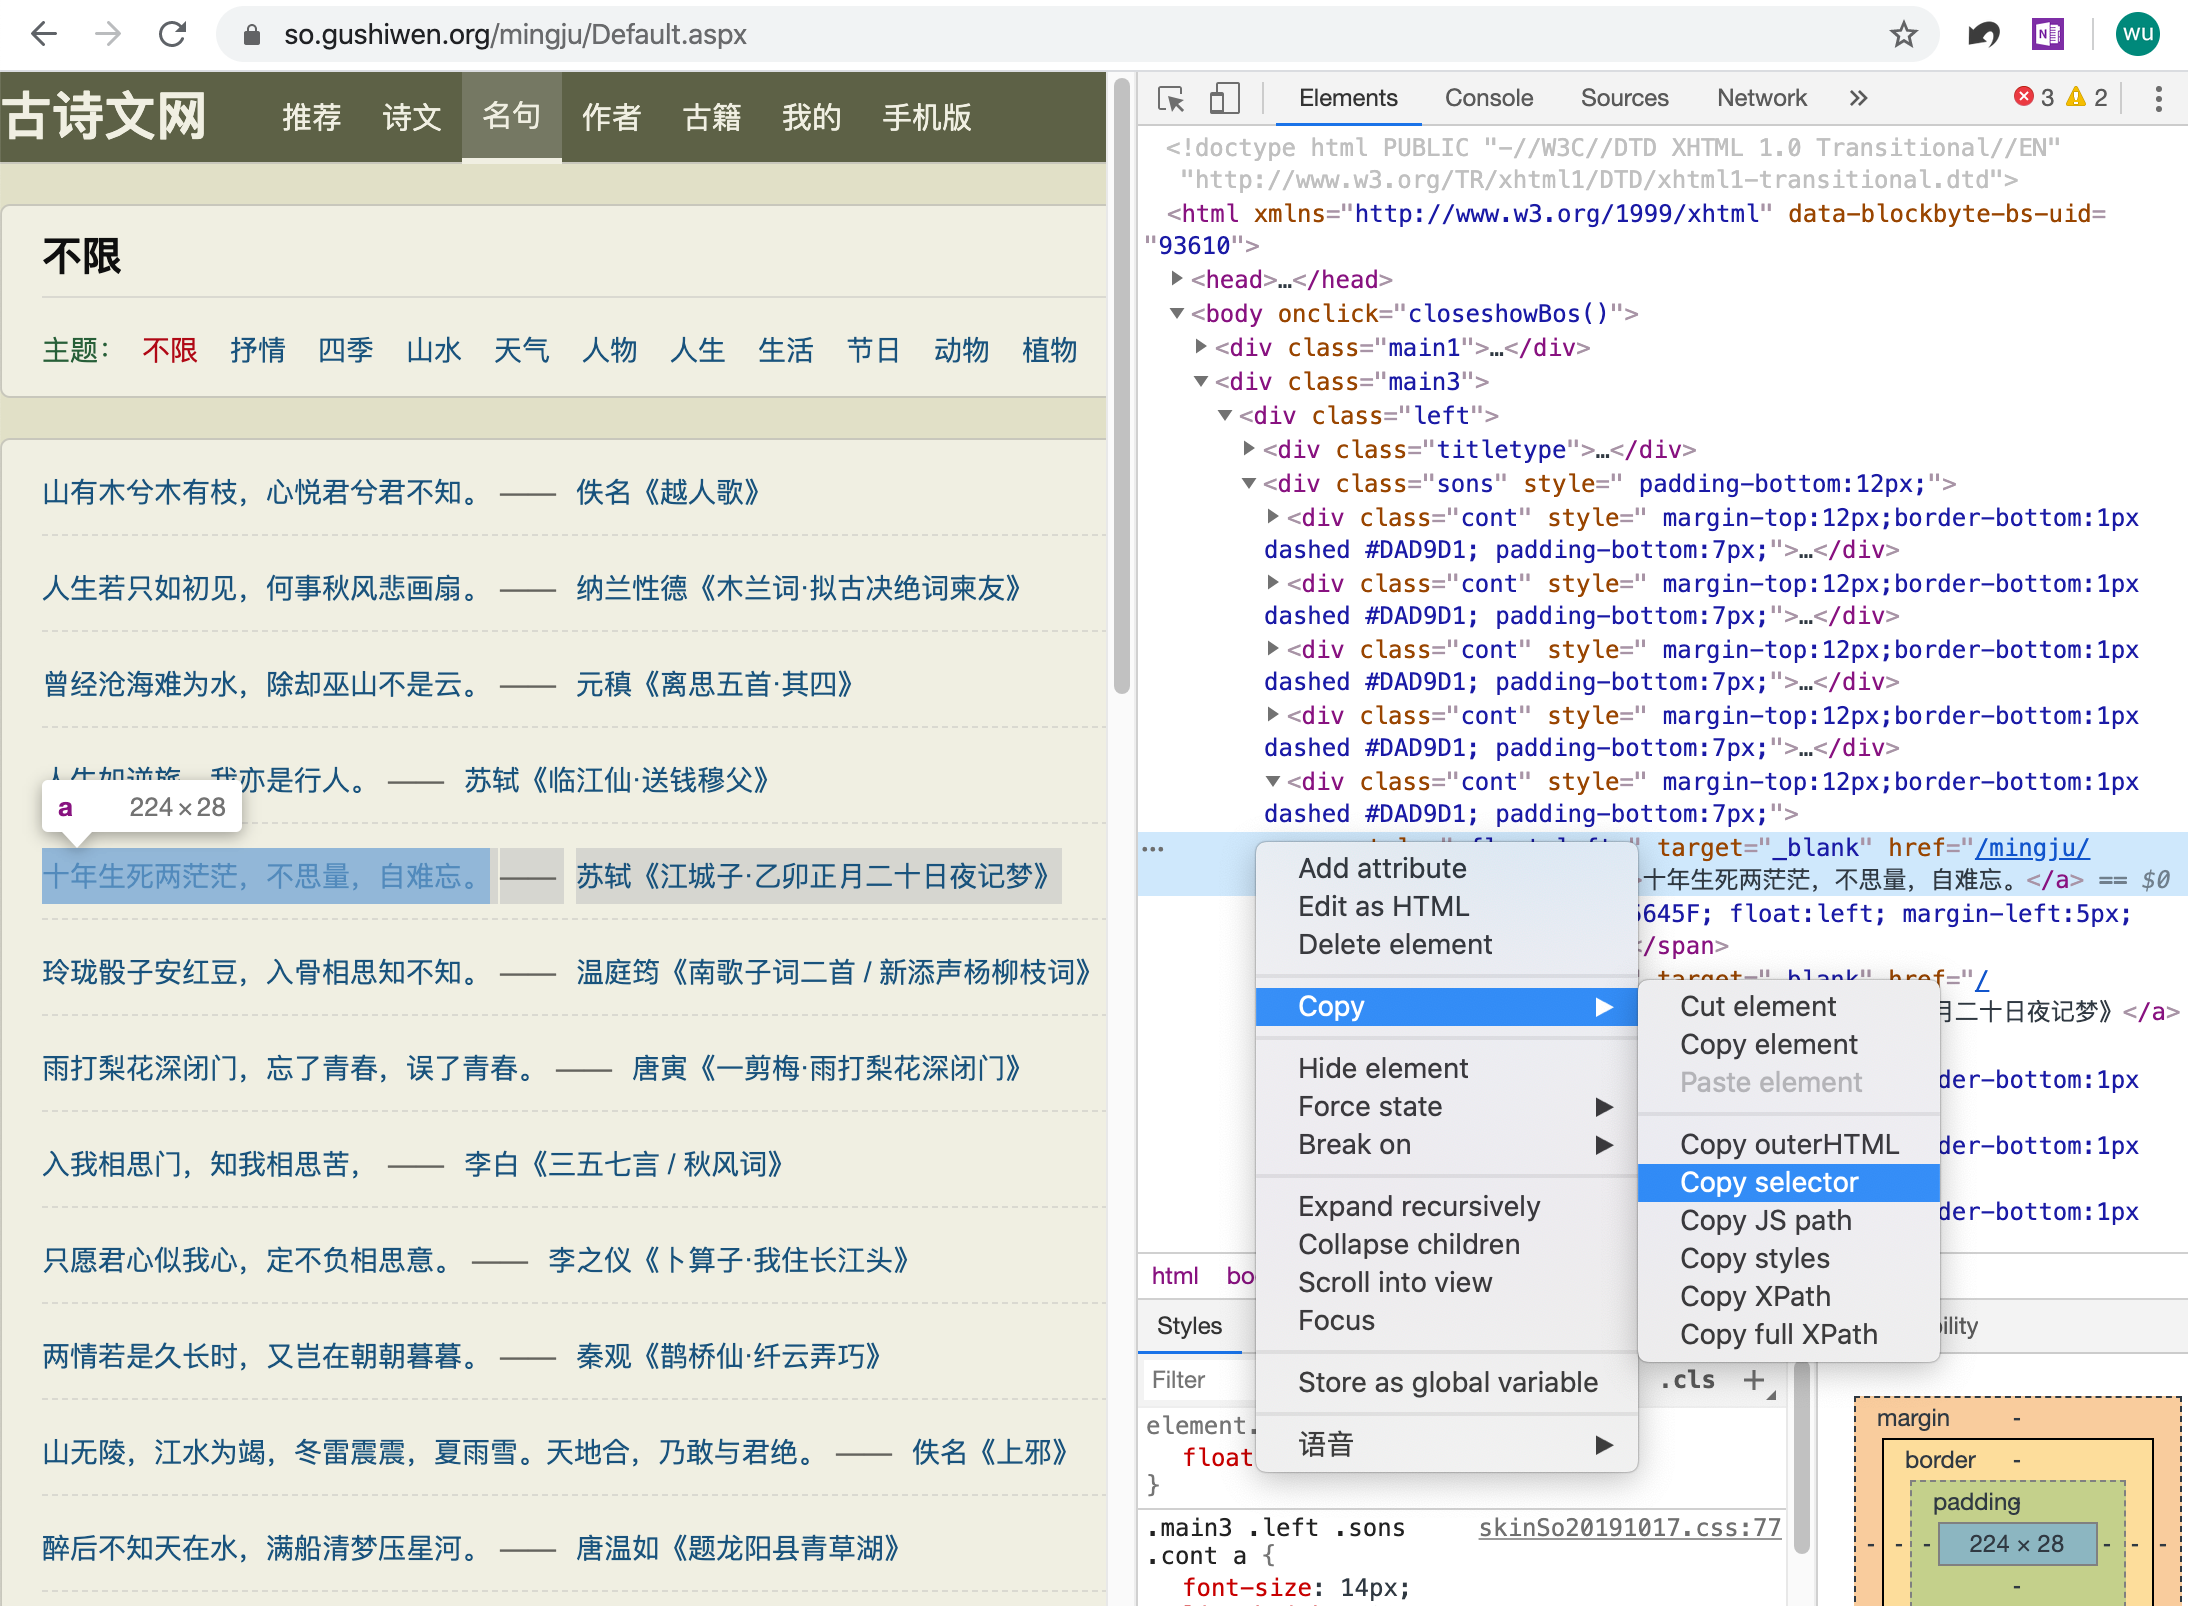 so.gushiwen.org/mingju/Default.aspx
wu
古诗文网 推荐 诗文 名句 作者 古籍 我的 手机版
不限
主题： 不限 抒情 四季 山水 天气 人物 人生 生活 节日 动物 植物
山有木兮木有枝，心悦君兮君不知。 —— 佚名《越人歌》
人生若只如初见，何事秋风悲画扇。 —— 纳兰性德《木兰词·拟古决绝词柬友》
曾经沧海难为水，除却巫山不是云。 —— 元稹《离思五首·其四》
人生如逆旅，我亦是行人。 —— 苏轼《临江仙·送钱穆父》
a 224 × 28
十年生死两茫茫，不思量，自难忘。 —— 苏轼《江城子·乙卯正月二十日夜记梦》
玲珑骰子安红豆，入骨相思知不知。 —— 温庭筠《南歌子词二首 / 新添声杨柳枝词》
雨打梨花深闭门，忘了青春，误了青春。 —— 唐寅《一剪梅·雨打梨花深闭门》
入我相思门，知我相思苦， —— 李白《三五七言 / 秋风词》
只愿君心似我心，定不负相思意。 —— 李之仪《卜算子·我住长江头》
两情若是久长时，又岂在朝朝暮暮。 —— 秦观《鹊桥仙·纤云弄巧》
山无陵，江水为竭，冬雷震震，夏雨雪。天地合，乃敢与君绝。 —— 佚名《上邪》
醉后不知天在水，满船清梦压星河。 —— 唐温如《题龙阳县青草湖》
Elements Console Sources Network » 3 2
<!doctype html PUBLIC "-//W3C//DTD XHTML 1.0 Transitional//EN"
"http://www.w3.org/TR/xhtml1/DTD/xhtml1-transitional.dtd">
<html xmlns="http://www.w3.org/1999/xhtml" data-blockbyte-bs-uid=
"93610">
<head>…</head>
<body onclick="closeshowBos()">
<div class="main1">…</div>
<div class="main3">
<div class="left">
<div class="titletype">…</div>
<div class="sons" style=" padding-bottom:12px;">
<div class="cont" style=" margin-top:12px;border-bottom:1px
dashed #DAD9D1; padding-bottom:7px;">…</div>
<div class="cont" style=" margin-top:12px;border-bottom:1px
dashed #DAD9D1; padding-bottom:7px;">…</div>
<div class="cont" style=" margin-top:12px;border-bottom:1px
dashed #DAD9D1; padding-bottom:7px;">…</div>
<div class="cont" style=" margin-top:12px;border-bottom:1px
dashed #DAD9D1; padding-bottom:7px;">…</div>
<div class="cont" style=" margin-top:12px;border-bottom:1px
dashed #DAD9D1; padding-bottom:7px;">
… " target="_blank" href="/mingju/
>十年生死两茫茫，不思量，自难忘。</a> == $0
5645F; float:left; margin-left:5px;
/span>
target="_blank" href="/
月二十日夜记梦》</a>
der-bottom:1px
der-bottom:1px
der-bottom:1px
Add attribute
Edit as HTML
Delete element
Copy
Hide element
Force state
Break on
Expand recursively
Collapse children
Scroll into view
Focus
Store as global variable
语音
Cut element
Copy element
Paste element
Copy outerHTML
Copy selector
Copy JS path
Copy styles
Copy XPath
Copy full XPath
html bo
Styles bility
Filter .cls +
element.
float
}
.main3 .left .sons skinSo20191017.css:77
.cont a {
font-size: 14px;
margin -
border -
padding
- - - 224 × 28 - - -
-